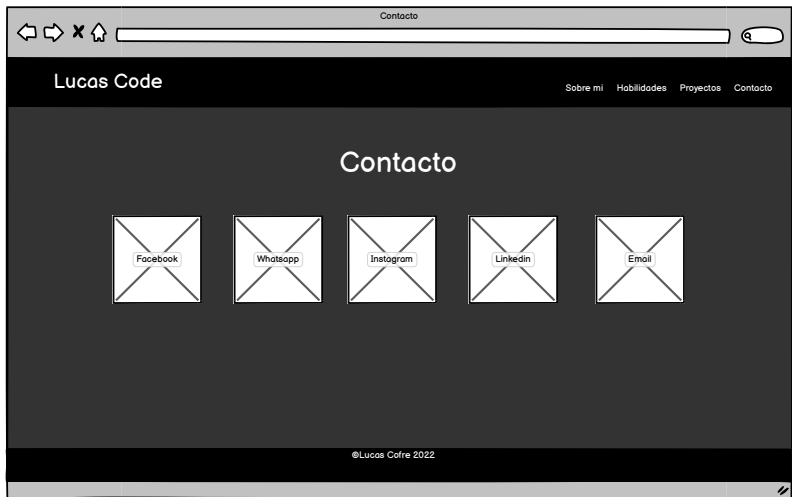 Contacto
Lucas Code
Sobre mi Habilidades Proyectos Contacto
Contacto
Facebook Whatsapp Instagram Linkedin Email
©Lucas Cofre 2022